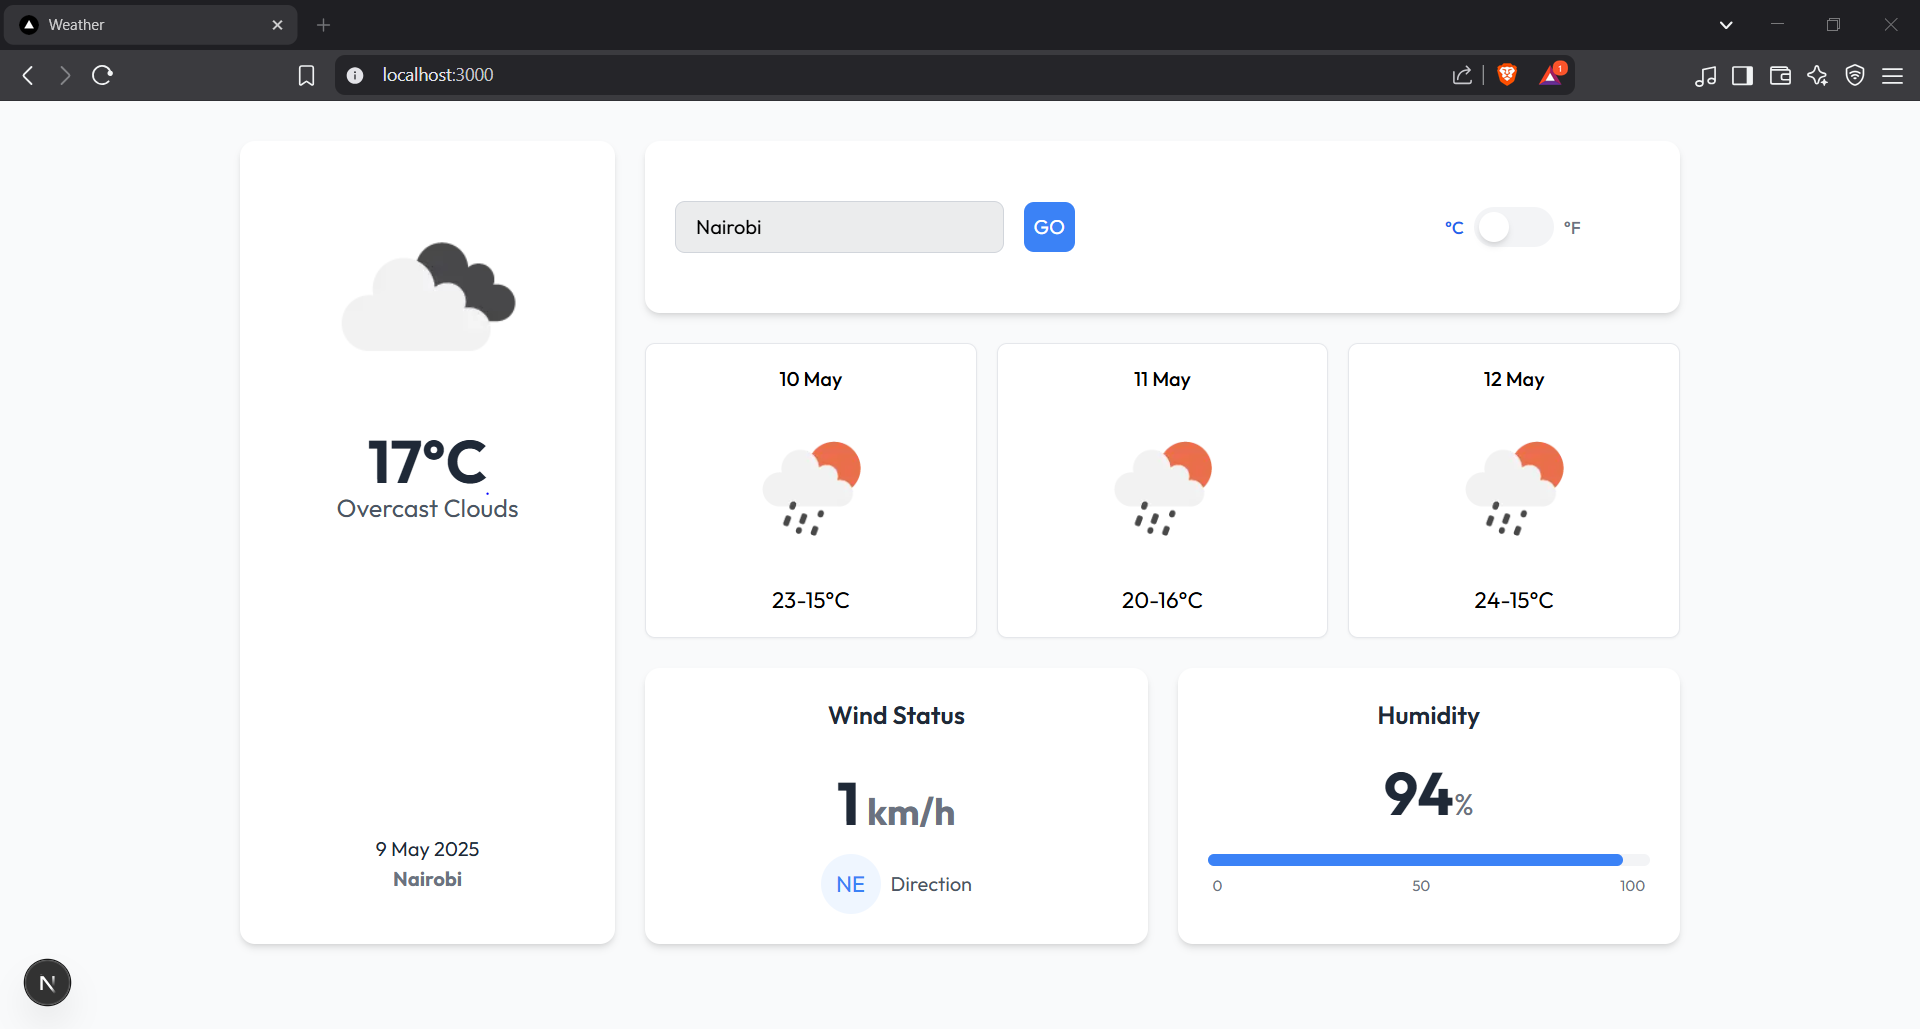 Weather
localhost:3000
1
Nairobi
GO
°C
°F
17°C
Overcast Clouds
9 May 2025
Nairobi
10 May
23-15°C
11 May
20-16°C
12 May
24-15°C
Wind Status
1 km/h
NE Direction
Humidity
94%
0 50 100
N